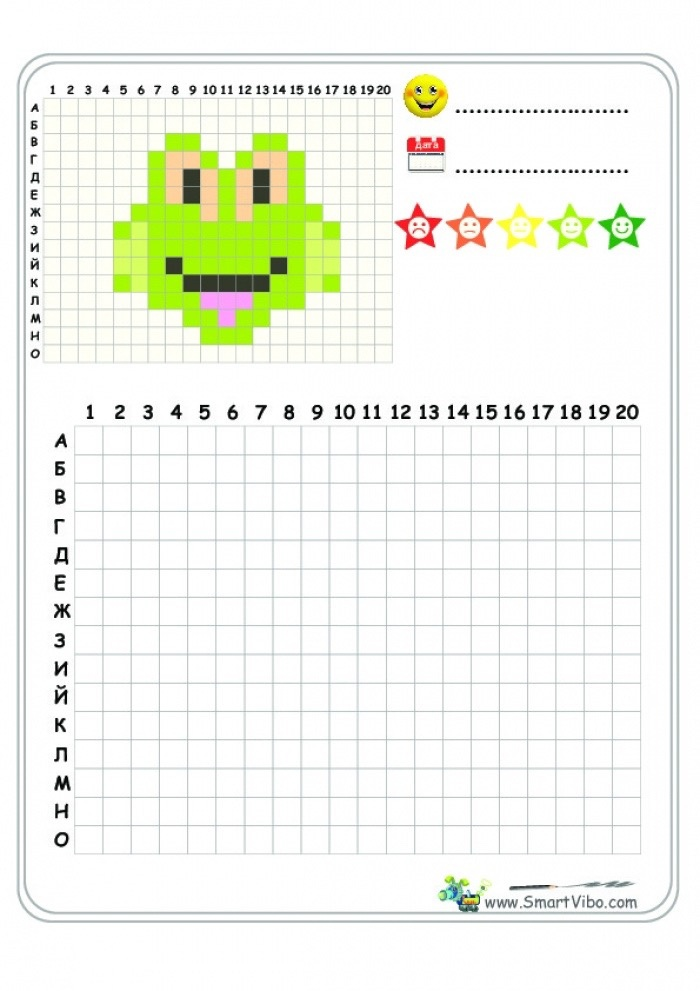 1 2 3 4 5 6 7 8 9 10 11 12 13 14 15 16 17 18 19 20
А
Б
В
Г
Д
Е
Ж
З
И
Й
К
Л
М
Н
О
дата
1 2 3 4 5 6 7 8 9 10 11 12 13 14 15 16 17 18 19 20
А
Б
В
Г
Д
Е
Ж
З
И
Й
К
Л
М
Н
О
www.SmartVibo.com